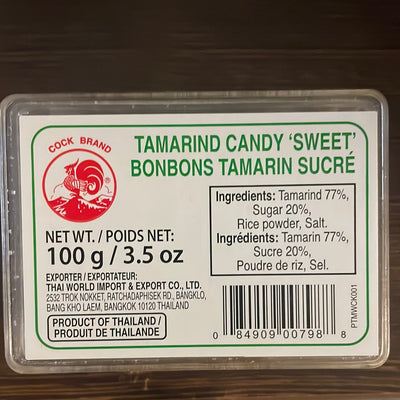 COCK BRAND
®
TAMARIND CANDY 'SWEET'
BONBONS TAMARIN SUCRÉ
Ingredients: Tamarind 77%,
Sugar 20%,
Rice powder, Salt.
Ingrédients: Tamarin 77%,
Sucre 20%,
Poudre de riz, Sel.
NET WT. / POIDS NET:
100 g / 3.5 oz
EXPORTER / EXPORTATEUR:
THAI WORLD IMPORT & EXPORT CO., LTD.
2532 TROK NOKKET, RATCHADAPHISEK RD., BANGKLO,
BANG KHO LAEM, BANGKOK 10120 THAILAND
PRODUCT OF THAILAND /
PRODUIT DE THAILANDE
0 84909 00798 8
PTMWCK001